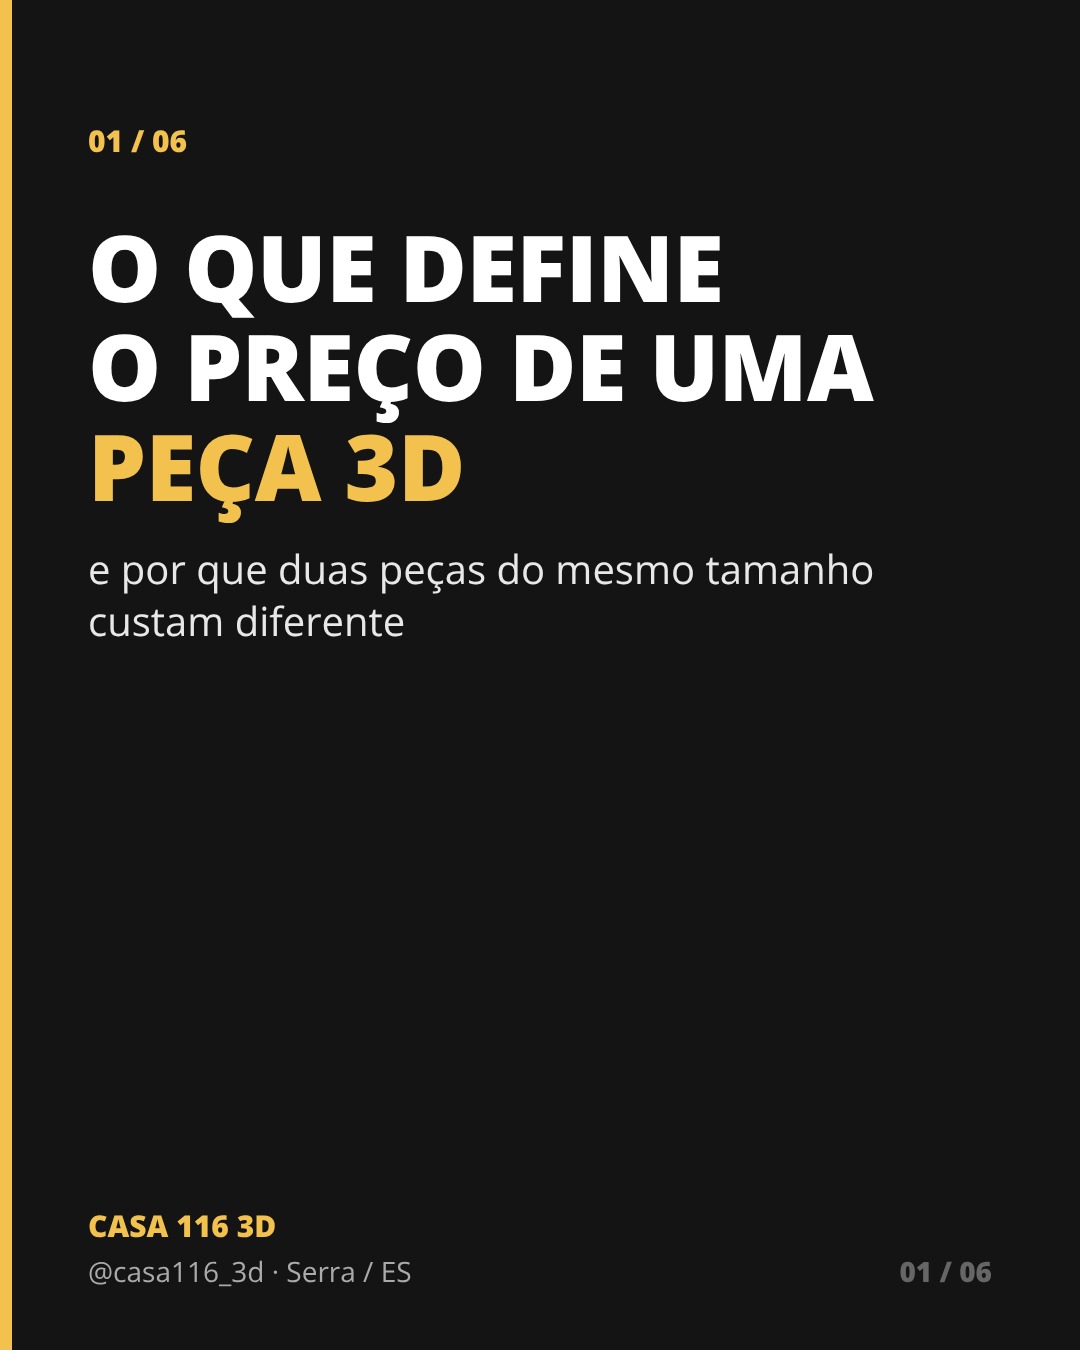 01 / 06
O QUE DEFINE
O PREÇO DE UMA
PEÇA 3D
e por que duas peças do mesmo tamanho
custam diferente
CASA 116 3D
@casa116_3d · Serra / ES
01 / 06